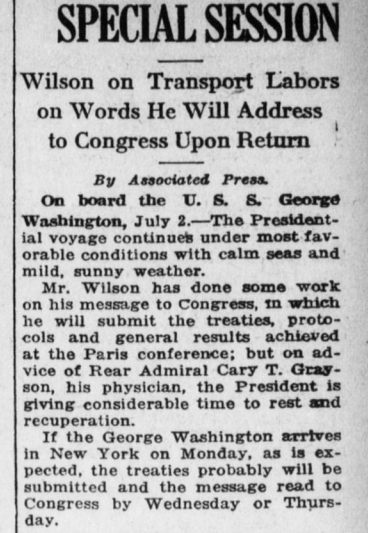 SPECIAL SESSION
Wilson on Transport Labors
on Words He Will Address
to Congress Upon Return
By Associated Press.
On board the U. S. S. George
Washington, July 2.—The President-
ial voyage continues under most fav-
orable conditions with calm seas and
mild, sunny weather.
Mr. Wilson has done some work
on his message to Congress, in which
he will submit the treaties, proto-
cols and general results achieved
at the Paris conference; but on ad-
vice of Rear Admiral Cary T. Gray-
son, his physician, the President is
giving considerable time to rest and
recuperation.
If the George Washington arrives
in New York on Monday, as is ex-
pected, the treaties probably will be
submitted and the message read to
Congress by Wednesday or Thurs-
day.